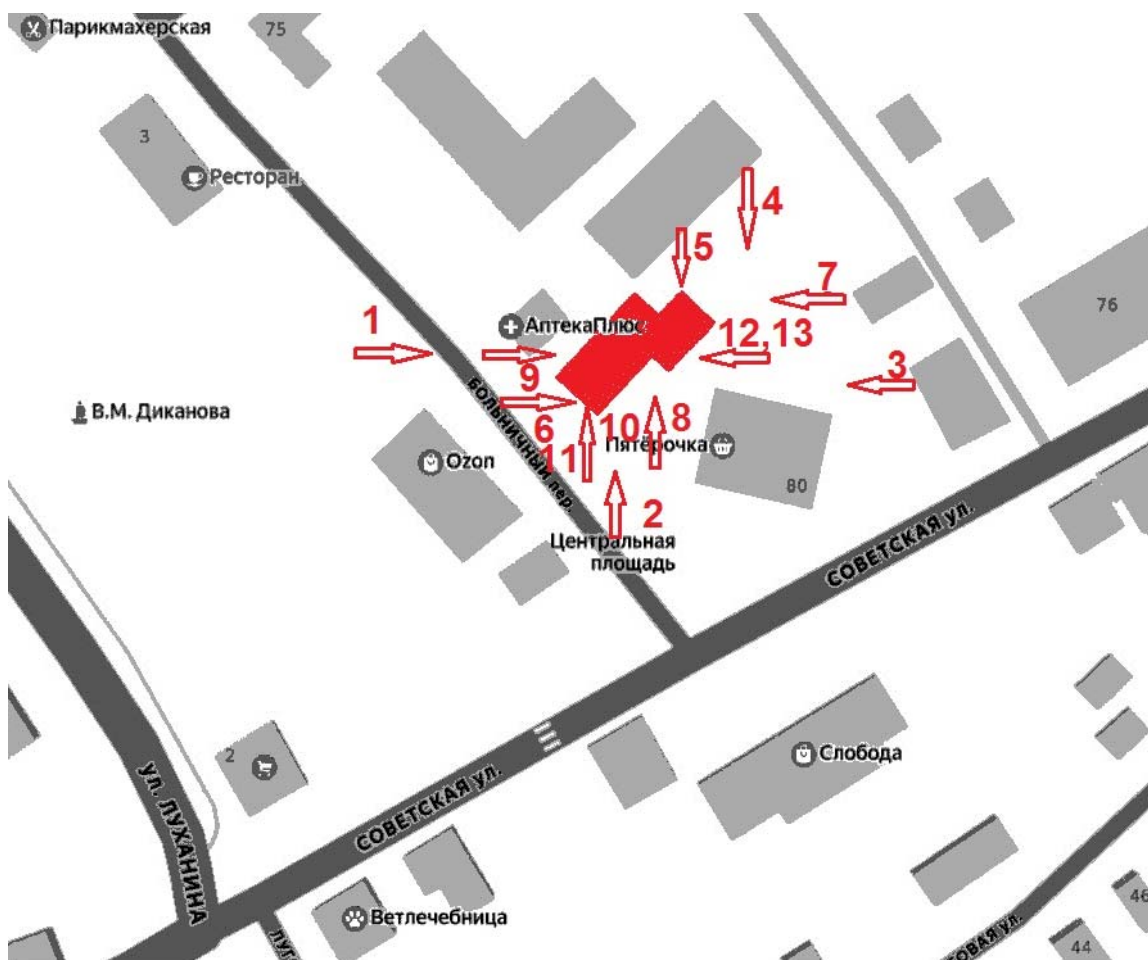 Парикмахерская
75
3
Ресторан
4
5
7
76
АптекаПлюс
1
12,13
3
9
БОЛЬНИЧНЫЙ пер.
В.М. Диканова
6
10
8
Пятёрочка
11
Ozon
80
2
Центральная
площадь
СОВЕТСКАЯ ул.
2
Слобода
ул. ЛУХАНИНА
СОВЕТСКАЯ ул.
Ветлечебница
46
44